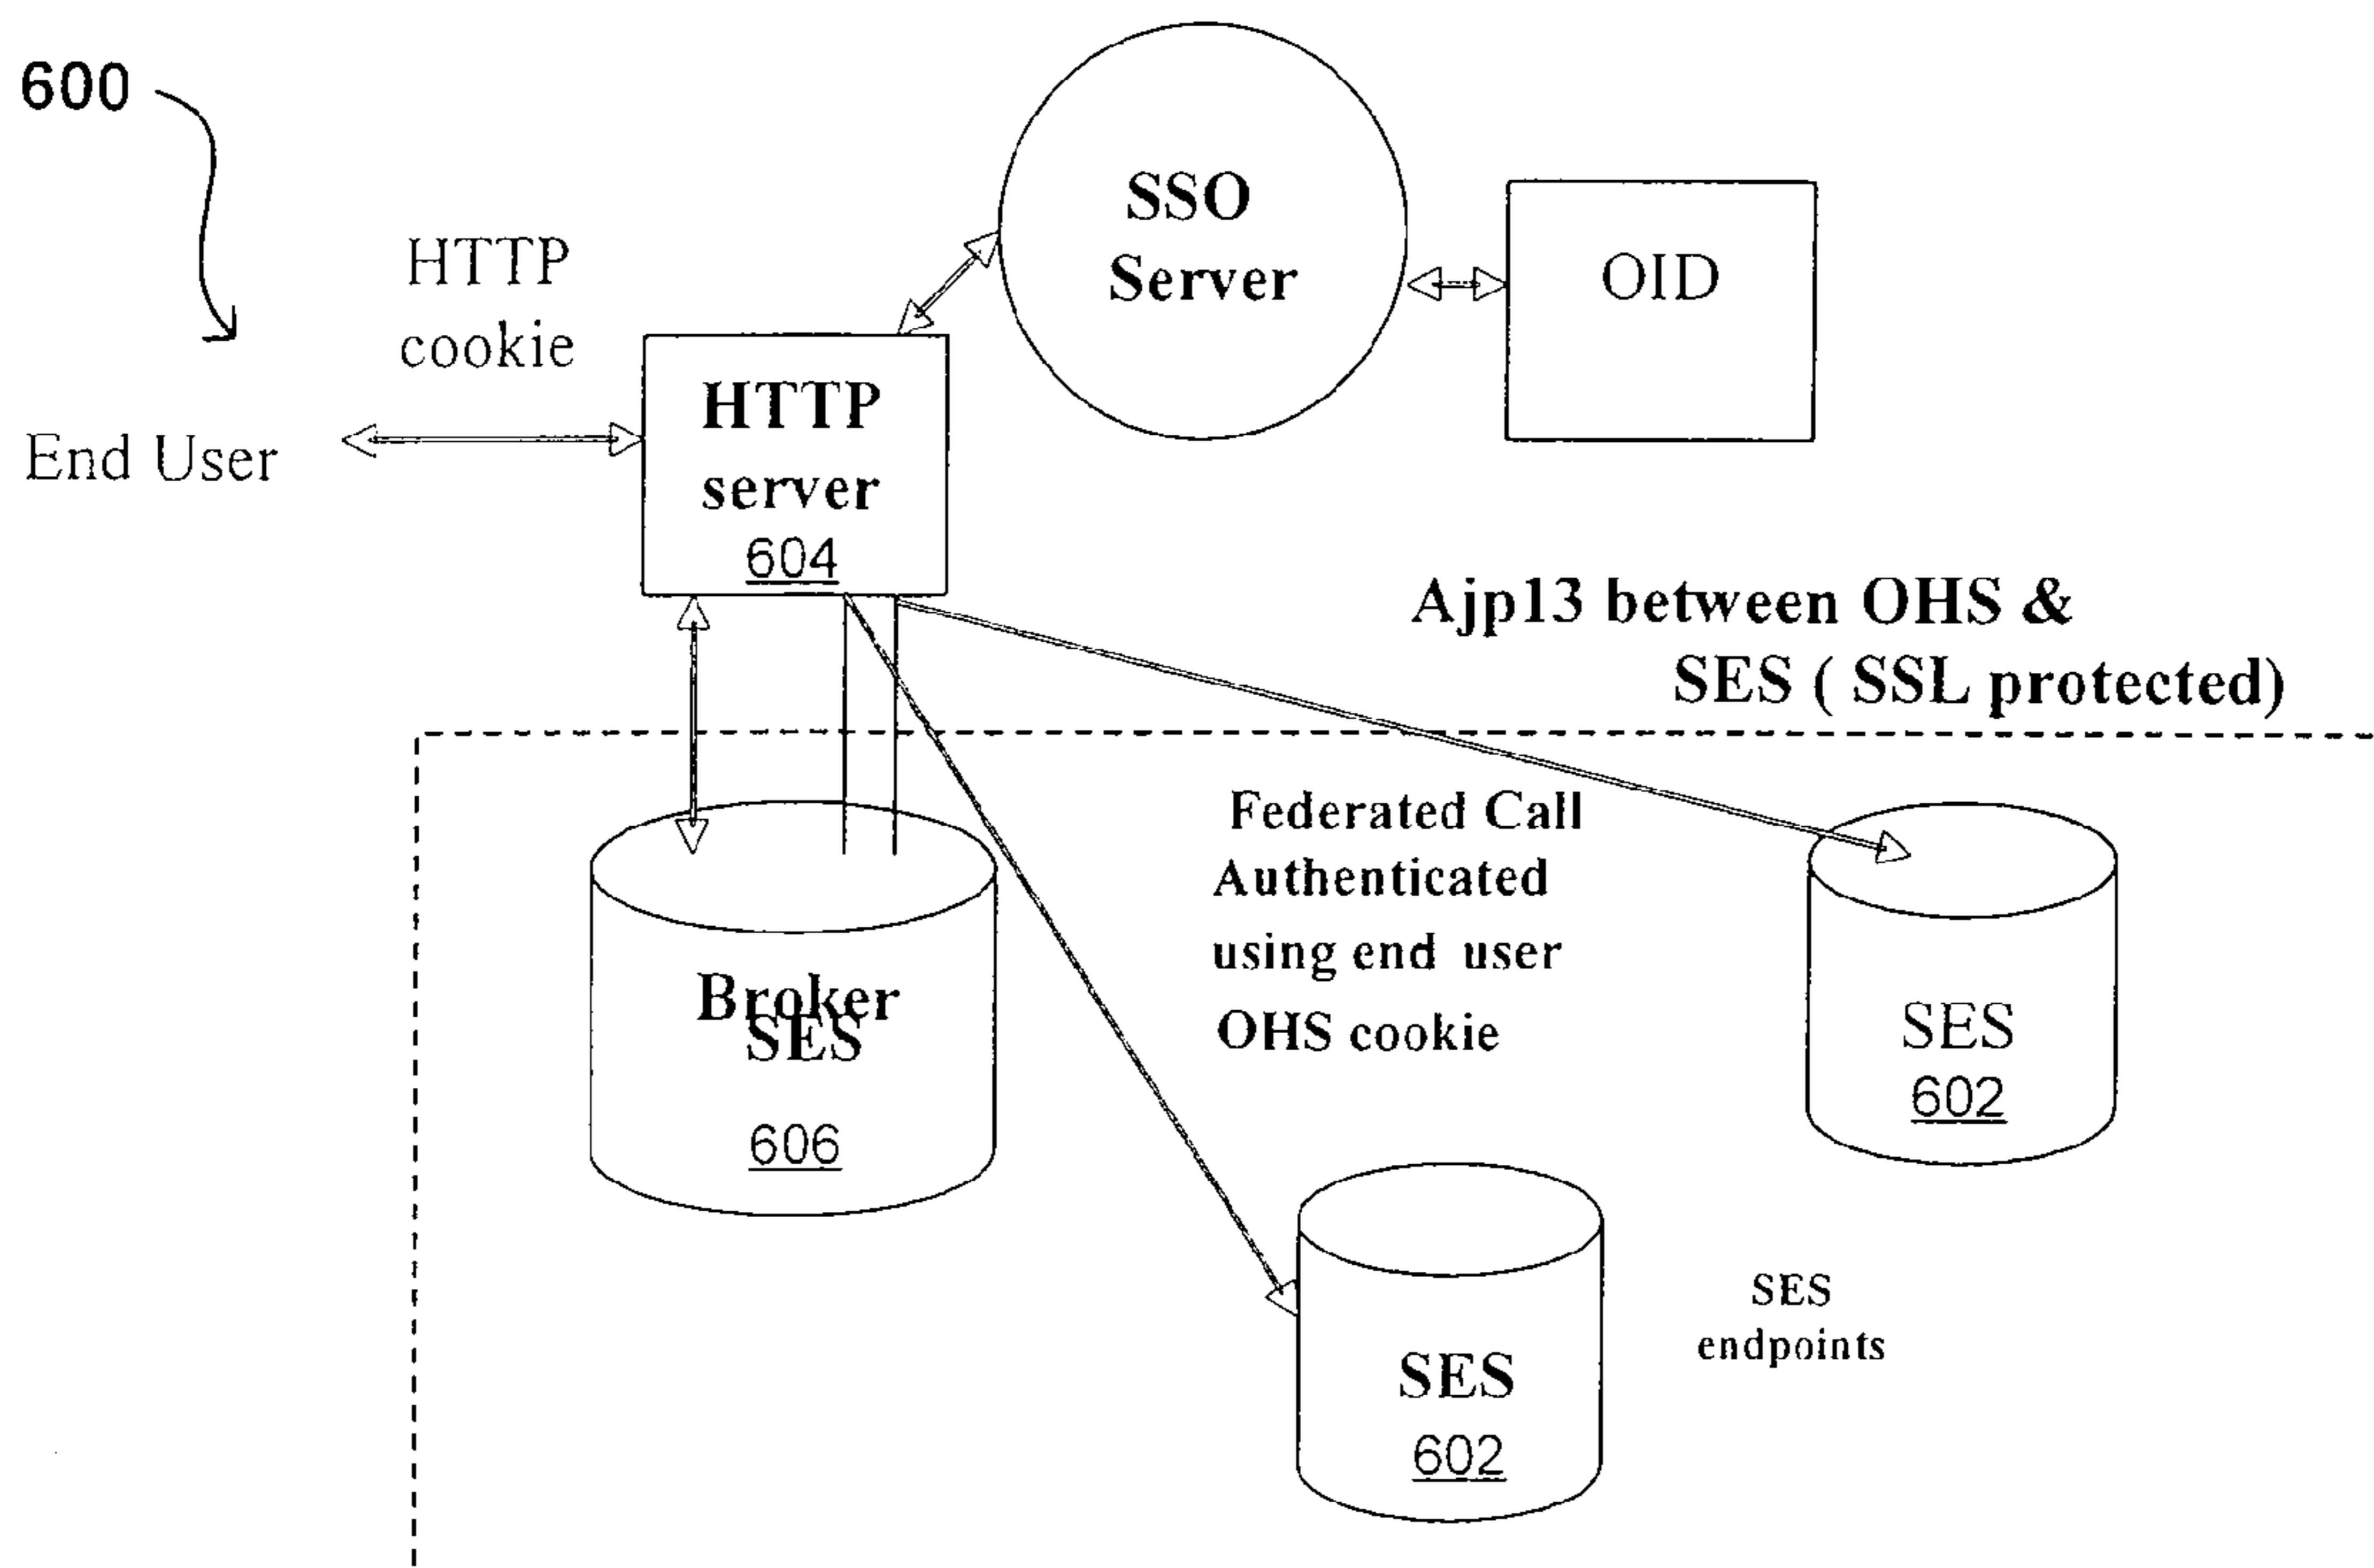 600
HTTP
cookie
End User
SSO
Server
OID
HTTP
server
604
Ajp13 between OHS &
SES ( SSL protected)
Federated Call
Authenticated
using end user
OHS cookie
Broker
SES
606
SES
602
SES
602
SES
endpoints